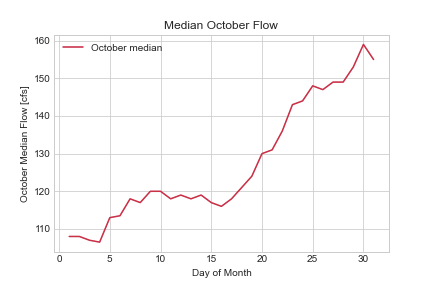 Median October Flow
October median
160
150
140
130
120
110
October Median Flow [cfs]
0 5 10 15 20 25 30
Day of Month